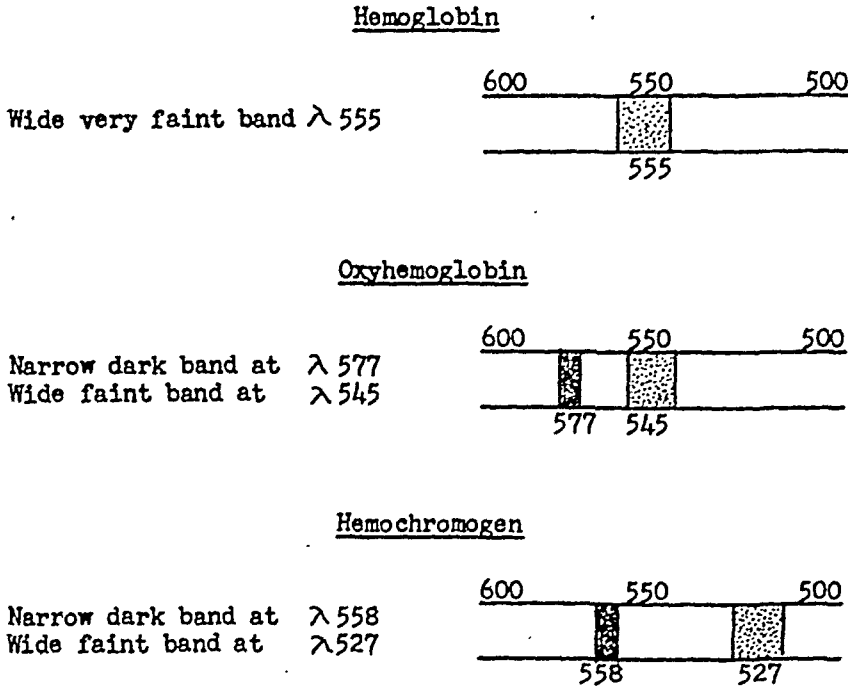 Hemoglobin
600 550 500
Wide very faint band λ 555
555
Oxyhemoglobin
600 550 500
Narrow dark band at λ 577
Wide faint band at λ 545
577 545
Hemochromogen
600 550 500
Narrow dark band at λ 558
Wide faint band at λ 527
558 527